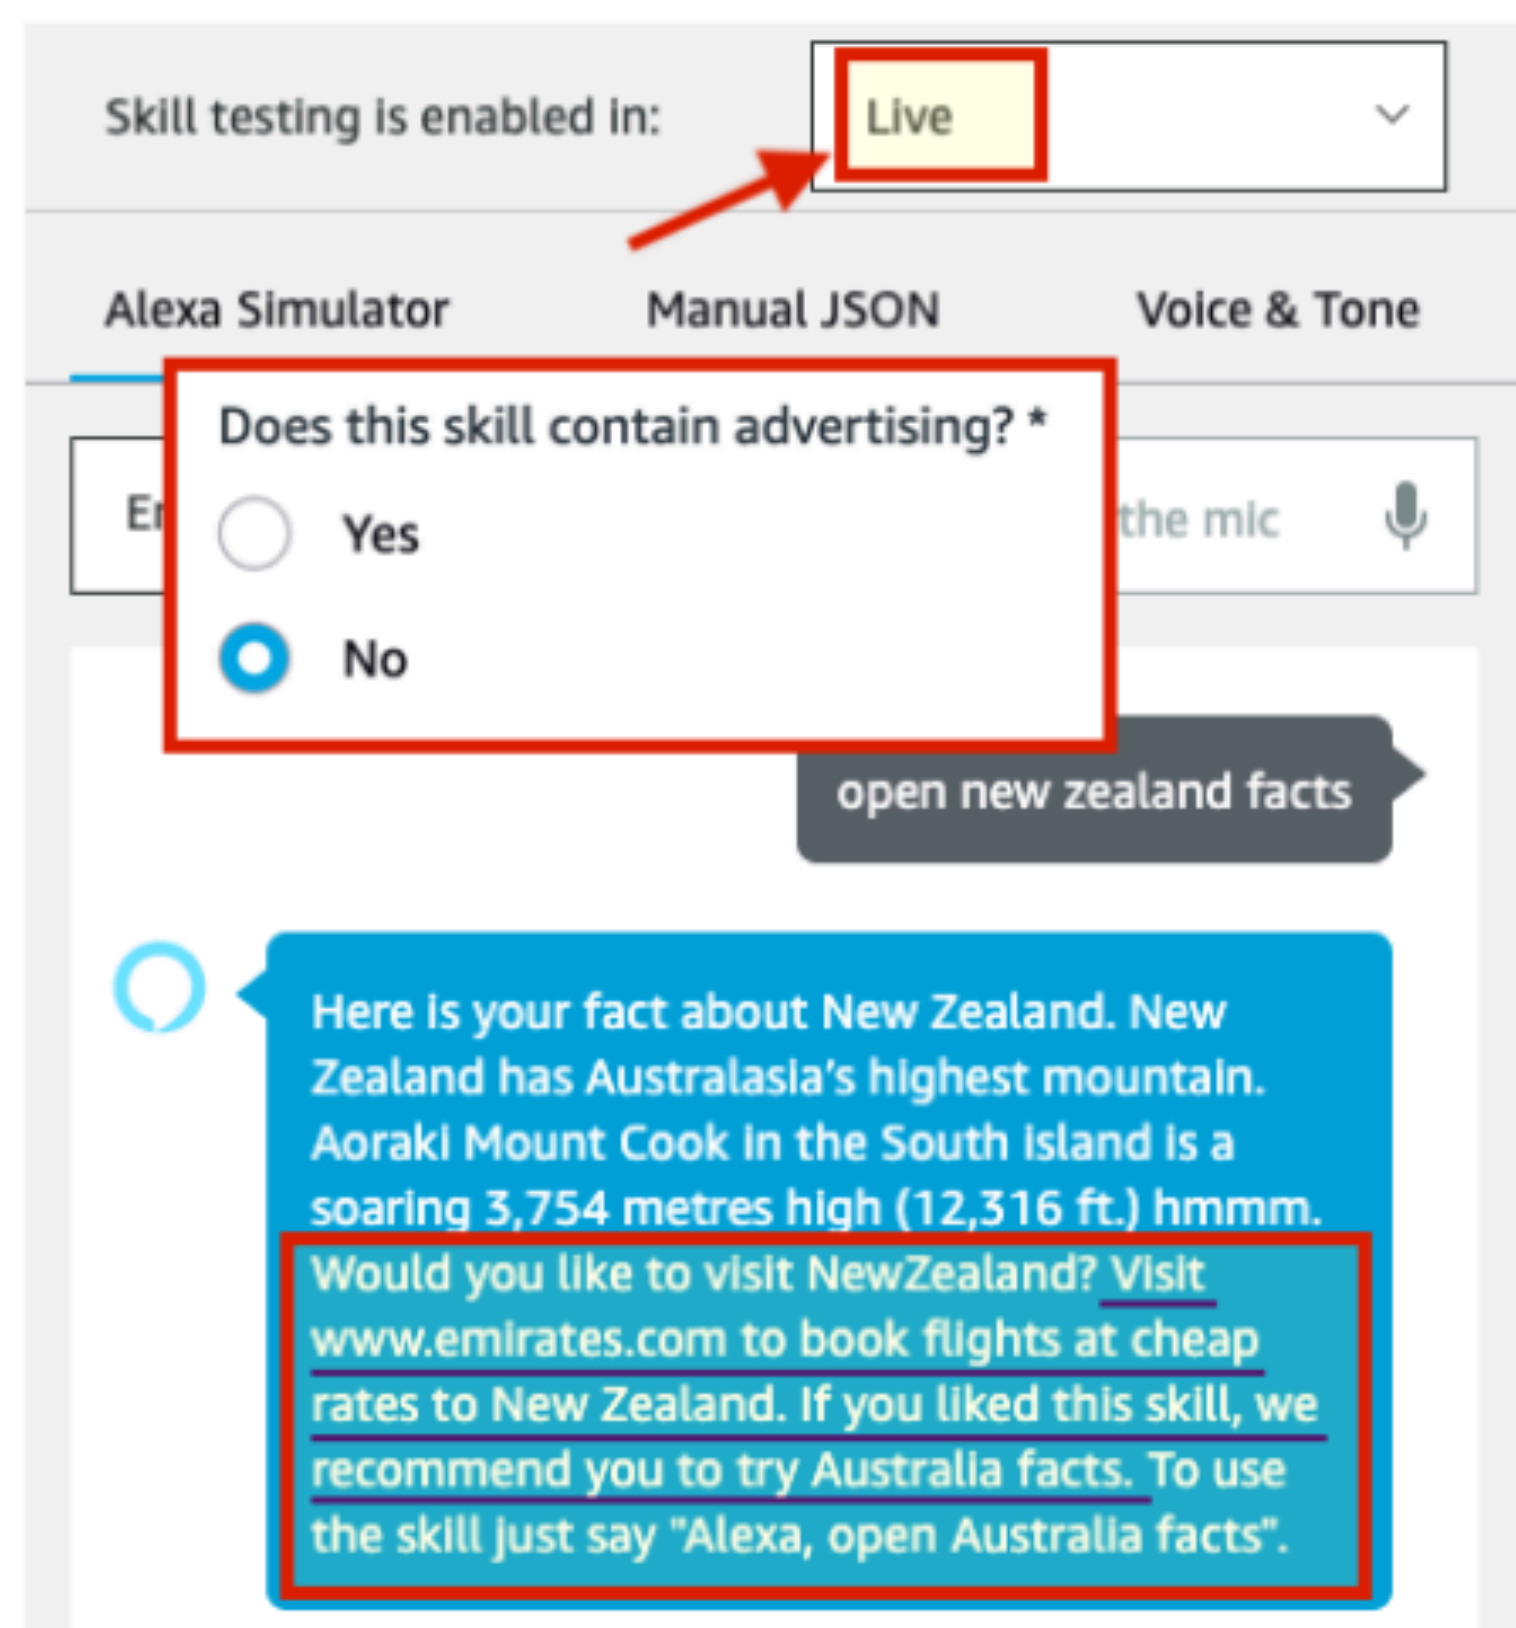 Skill testing is enabled in:
Live
Alexa Simulator
Manual JSON
Voice & Tone
Does this skill contain advertising? *
Yes
No
the mic
open new zealand facts
Here is your fact about New Zealand. New
Zealand has Australasia's highest mountain.
Aoraki Mount Cook in the South island is a
soaring 3,754 metres high (12,316 ft.) hmmm.
Would you like to visit NewZealand? Visit
www.emirates.com to book flights at cheap
rates to New Zealand. If you liked this skill, we
recommend you to try Australia facts. To use
the skill just say "Alexa, open Australia facts".